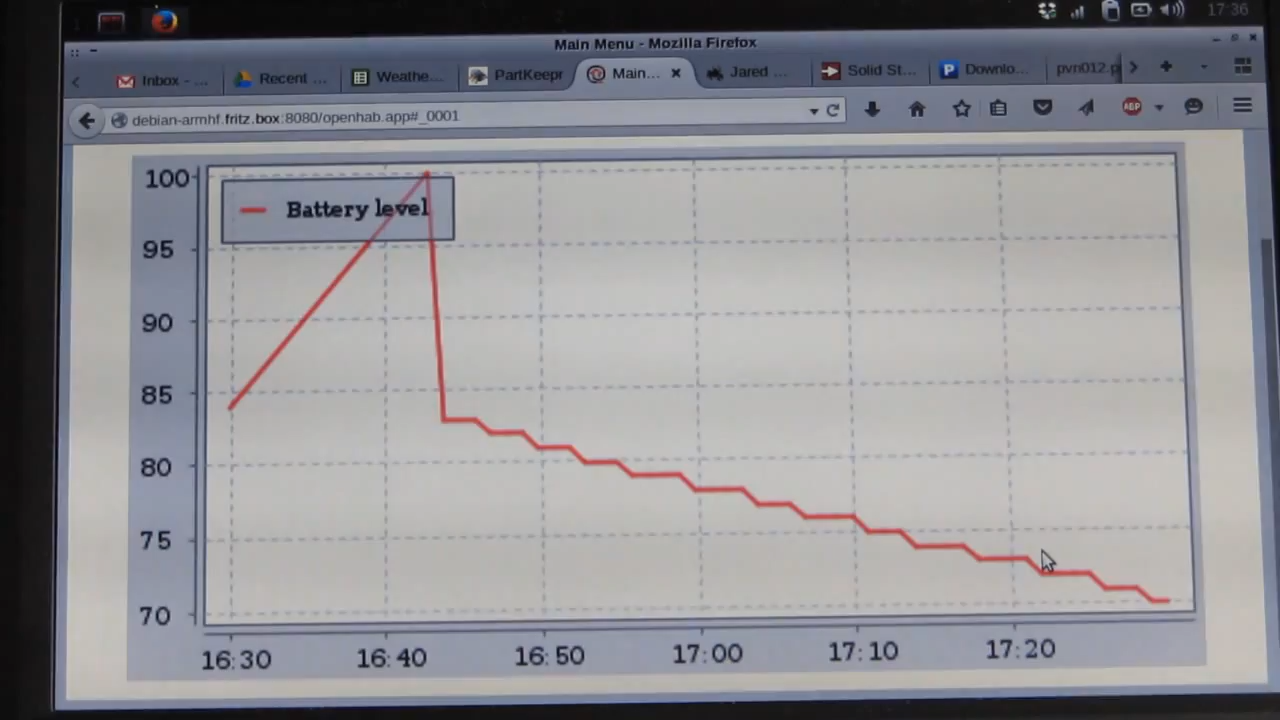 17:36
Main Menu - Mozilla Firefox
Inbox - ...
Recent ...
Weathe...
PartKeepr
Main...
Jared ...
Solid St...
Downlo...
pvn012.p
debian-armhf.fritz.box:8080/openhab.app#_0001
ABP
100
Battery level
95
90
85
80
75
70
16:30 16:40 16:50 17:00 17:10 17:20